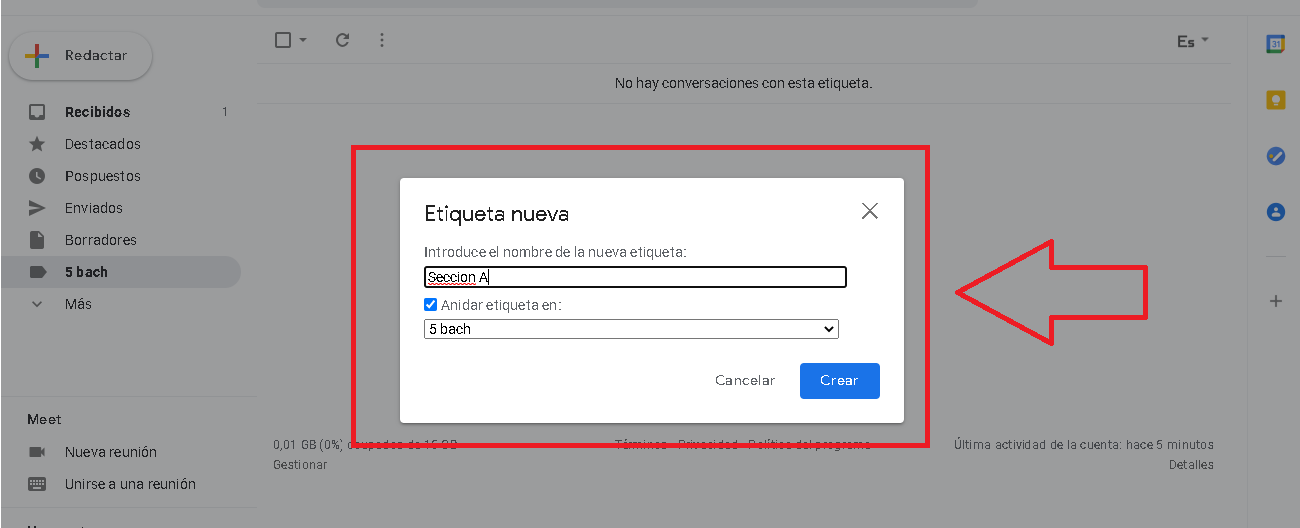 Redactar
Es
No hay conversaciones con esta etiqueta.
Recibidos 1
Destacados
Pospuestos
Enviados
Borradores
5 bach
Más
Etiqueta nueva
Introduce el nombre de la nueva etiqueta:
Seccion A
Anidar etiqueta en:
5 bach
Cancelar
Crear
Meet
Nueva reunión
Unirse a una reunión
0,01 GB (0%) ocupados de 15 GB
Gestionar
Términos · Privacidad · Política del programa
Última actividad de la cuenta: hace 5 minutos
Detalles
31